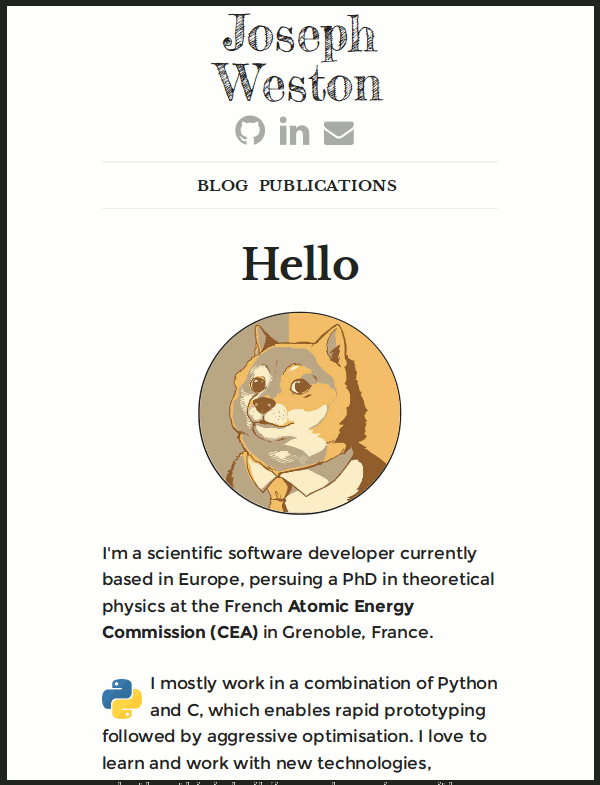 Joseph
Weston
BLOG PUBLICATIONS
Hello
I'm a scientific software developer currently
based in Europe, persuing a PhD in theoretical
physics at the French Atomic Energy
Commission (CEA) in Grenoble, France.
I mostly work in a combination of Python
and C, which enables rapid prototyping
followed by aggressive optimisation. I love to
learn and work with new technologies,